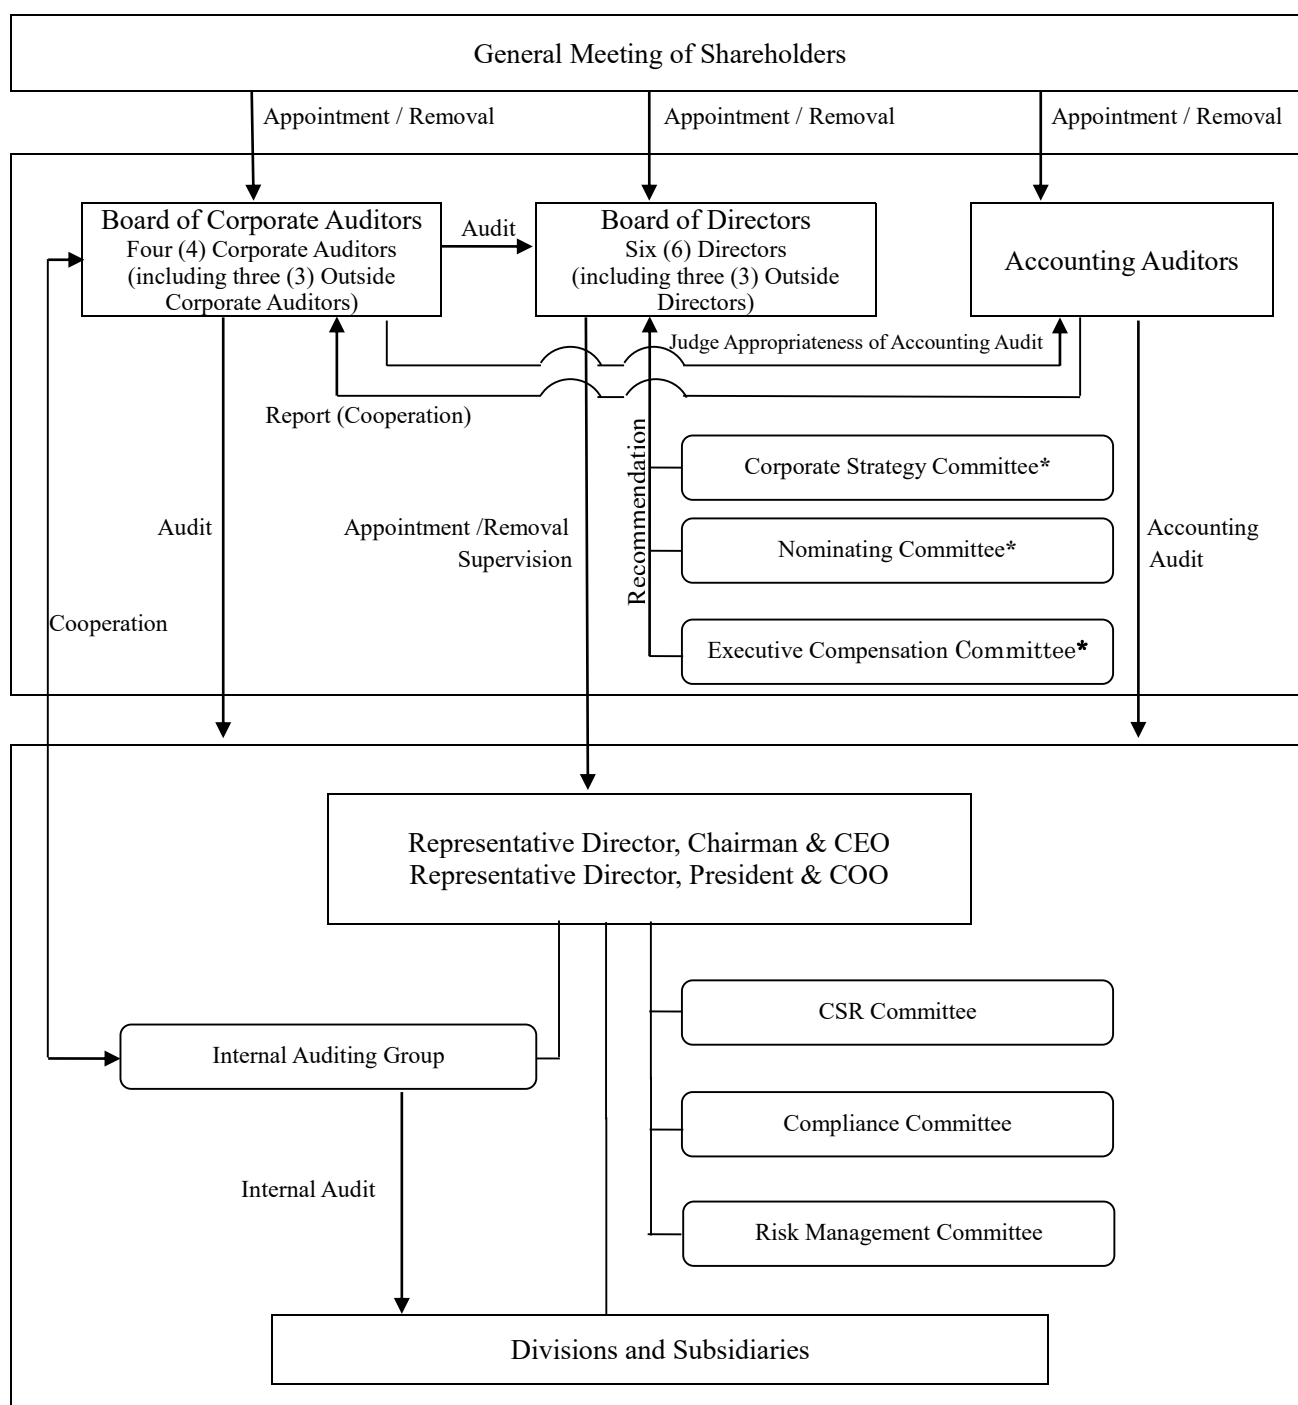 General Meeting of Shareholders
Appointment / Removal
Appointment / Removal
Appointment / Removal
Board of Corporate Auditors
Four (4) Corporate Auditors
(including three (3) Outside
Corporate Auditors)
Audit
Board of Directors
Six (6) Directors
(including three (3) Outside
Directors)
Accounting Auditors
Judge Appropriateness of Accounting Audit
Report (Cooperation)
Recommendation
Corporate Strategy Committee*
Nominating Committee*
Executive Compensation Committee*
Audit
Appointment /Removal
Supervision
Accounting
Audit
Cooperation
Representative Director, Chairman & CEO
Representative Director, President & COO
CSR Committee
Internal Auditing Group
Compliance Committee
Internal Audit
Risk Management Committee
Divisions and Subsidiaries